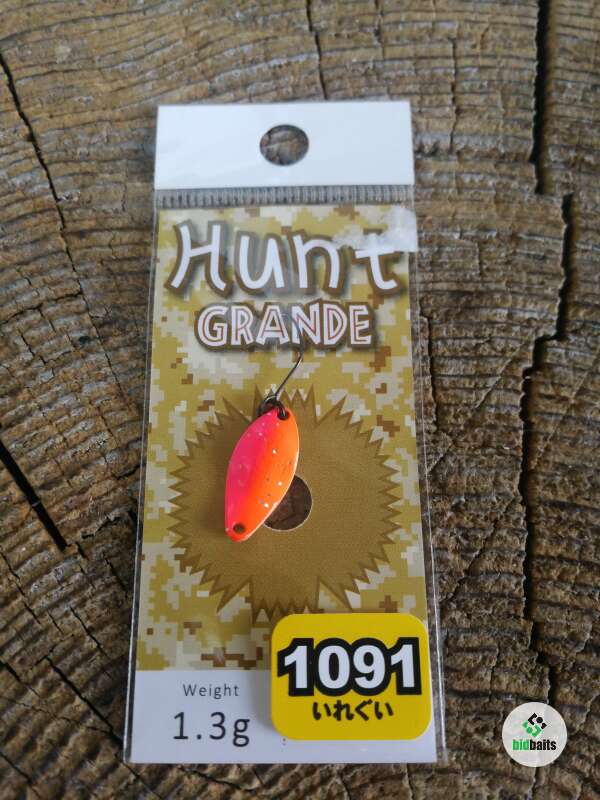 Hunt
GRANDE
1091
いれぐい
Weight
1.3g
bidbaits